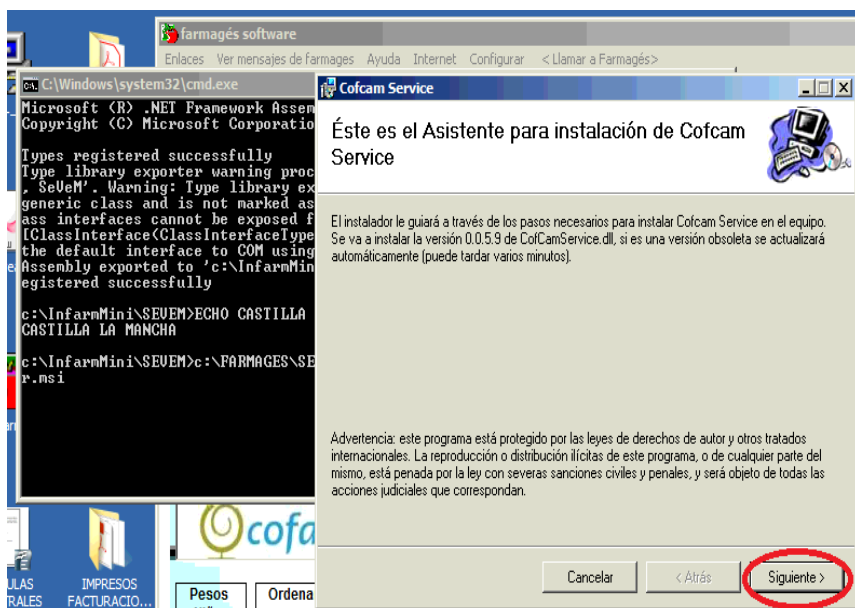 farmagés software
Enlaces Ver mensajes de farmages Ayuda Internet Configurar <Llamar a Farmagés>
C:\Windows\system32\cmd.exe
Microsoft (R) .NET Framework Assem
Copyright (C) Microsoft Corporatio
Types registered successfully
Type library exporter warning proc
, SeVeM'. Warning: Type library ex
generic class and is not marked as
ass interfaces cannot be exposed f
[ClassInterface(ClassInterfaceType
the default interface to COM using
Assembly exported to 'c:\InfarmMin
egistered successfully
c:\InfarmMini\SEVEM>ECHO CASTILLA
CASTILLA LA MANCHA
c:\InfarmMini\SEVEM>c:\FARMAGES\SE
r.msi
Cofcam Service
Éste es el Asistente para instalación de Cofcam
Service
El instalador le guiará a través de los pasos necesarios para instalar Cofcam Service en el equipo.
Se va a instalar la versión 0.0.5.9 de CofCamService.dll, si es una versión obsoleta se actualizará
automáticamente (puede tardar varios minutos).
Advertencia: este programa está protegido por las leyes de derechos de autor y otros tratados
internacionales. La reproducción o distribución ilícitas de este programa, o de cualquier parte del
mismo, está penada por la ley con severas sanciones civiles y penales, y será objeto de todas las
acciones judiciales que correspondan.
Cancelar
< Atrás
Siguiente >
cofa
ULAS
RALES
IMPRESOS
FACTURACIO...
Pesos
Ordena